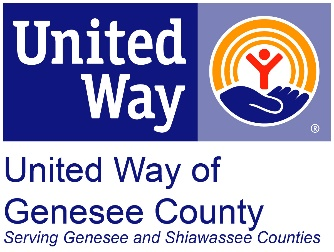 United
Way
®
United Way of
Genesee County
Serving Genesee and Shiawassee Counties